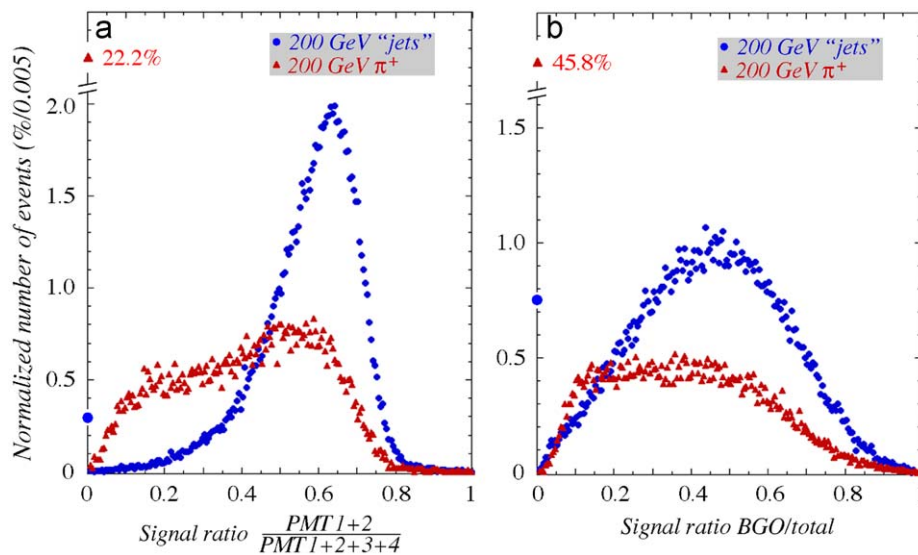 a
22.2%
200 GeV “jets”
200 GeV π+
Normalized number of events (%/0.005)
2.0
1.5
1.0
0.5
0
0 0.2 0.4 0.6 0.8 1
Signal ratio PMT 1+2
PMT 1+2+3+4
b
45.8%
200 GeV “jets”
200 GeV π+
1.5
1.0
0.5
0
0 0.2 0.4 0.6 0.8
Signal ratio BGO/total